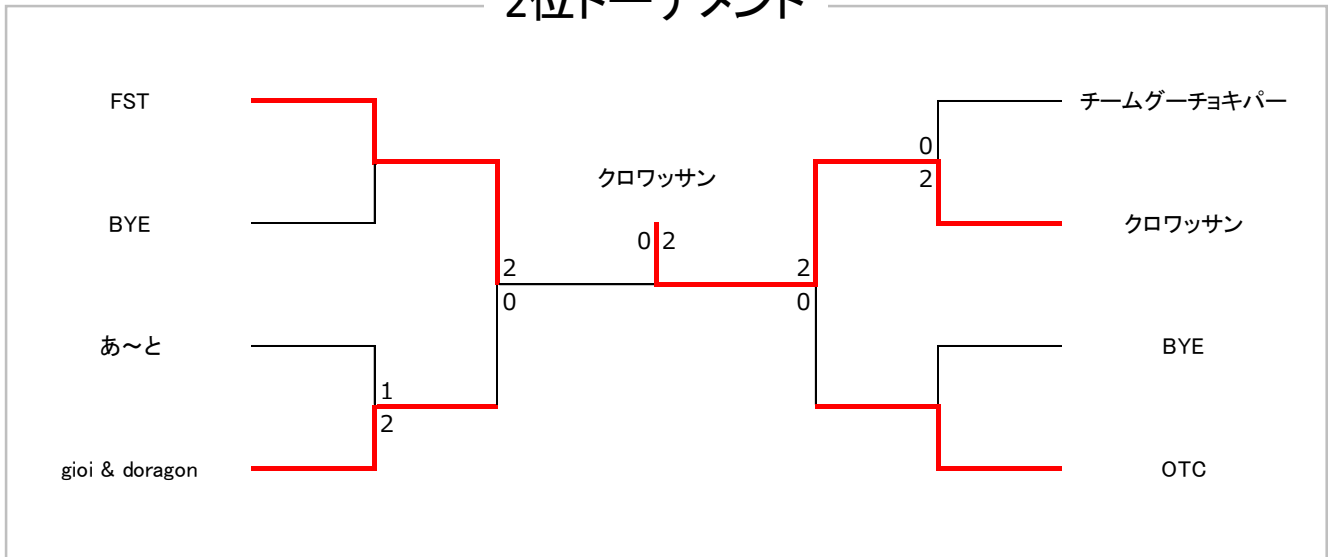 2位トーナメント
FST
チームグーチョキパー
0
クロワッサン
2
BYE
クロワッサン
0 2
2
2
0
0
あ～と
BYE
1
2
gioi & doragon
OTC